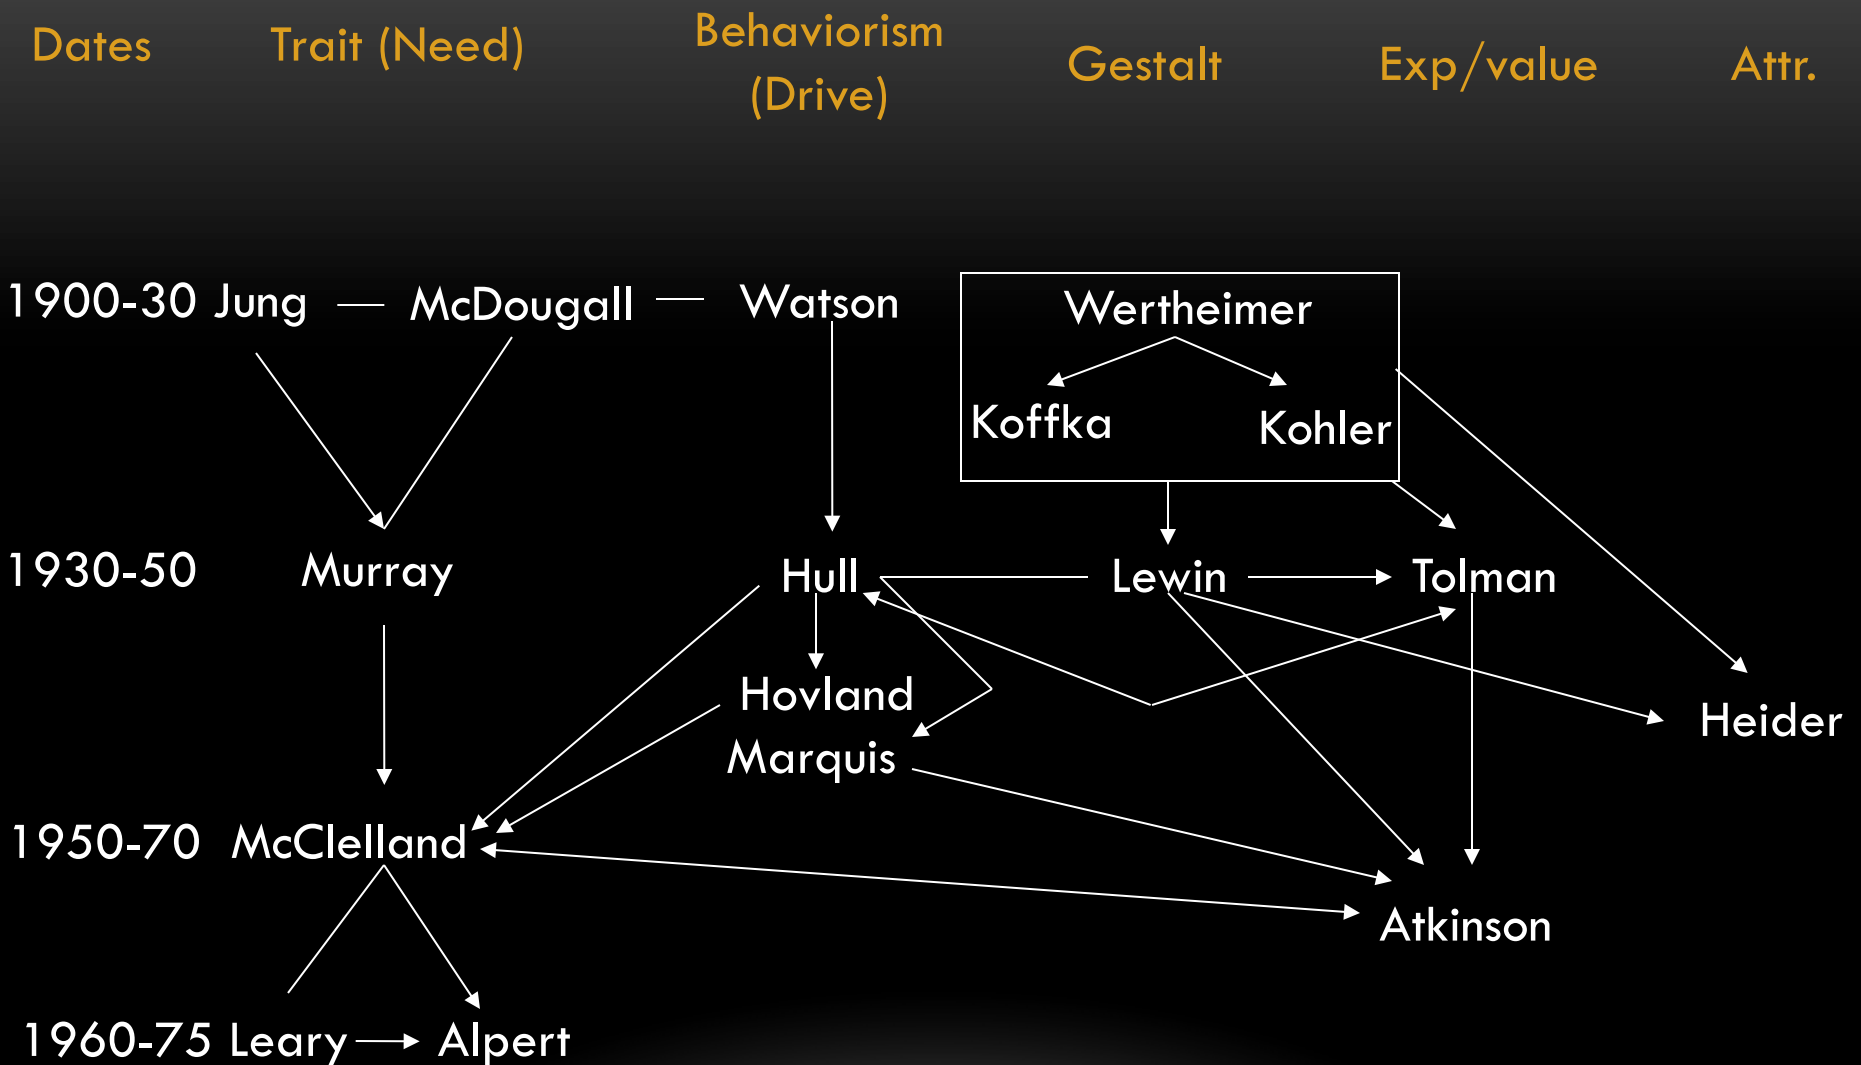 Dates Trait (Need) Behaviorism (Drive) Gestalt Exp/value Attr.
1900-30 Jung McDougall Watson Wertheimer
Koffka Kohler
1930-50 Murray Hull Lewin Tolman
Hovland
Heider
Marquis
1950-70 McClelland
Atkinson
1960-75 Leary Alpert